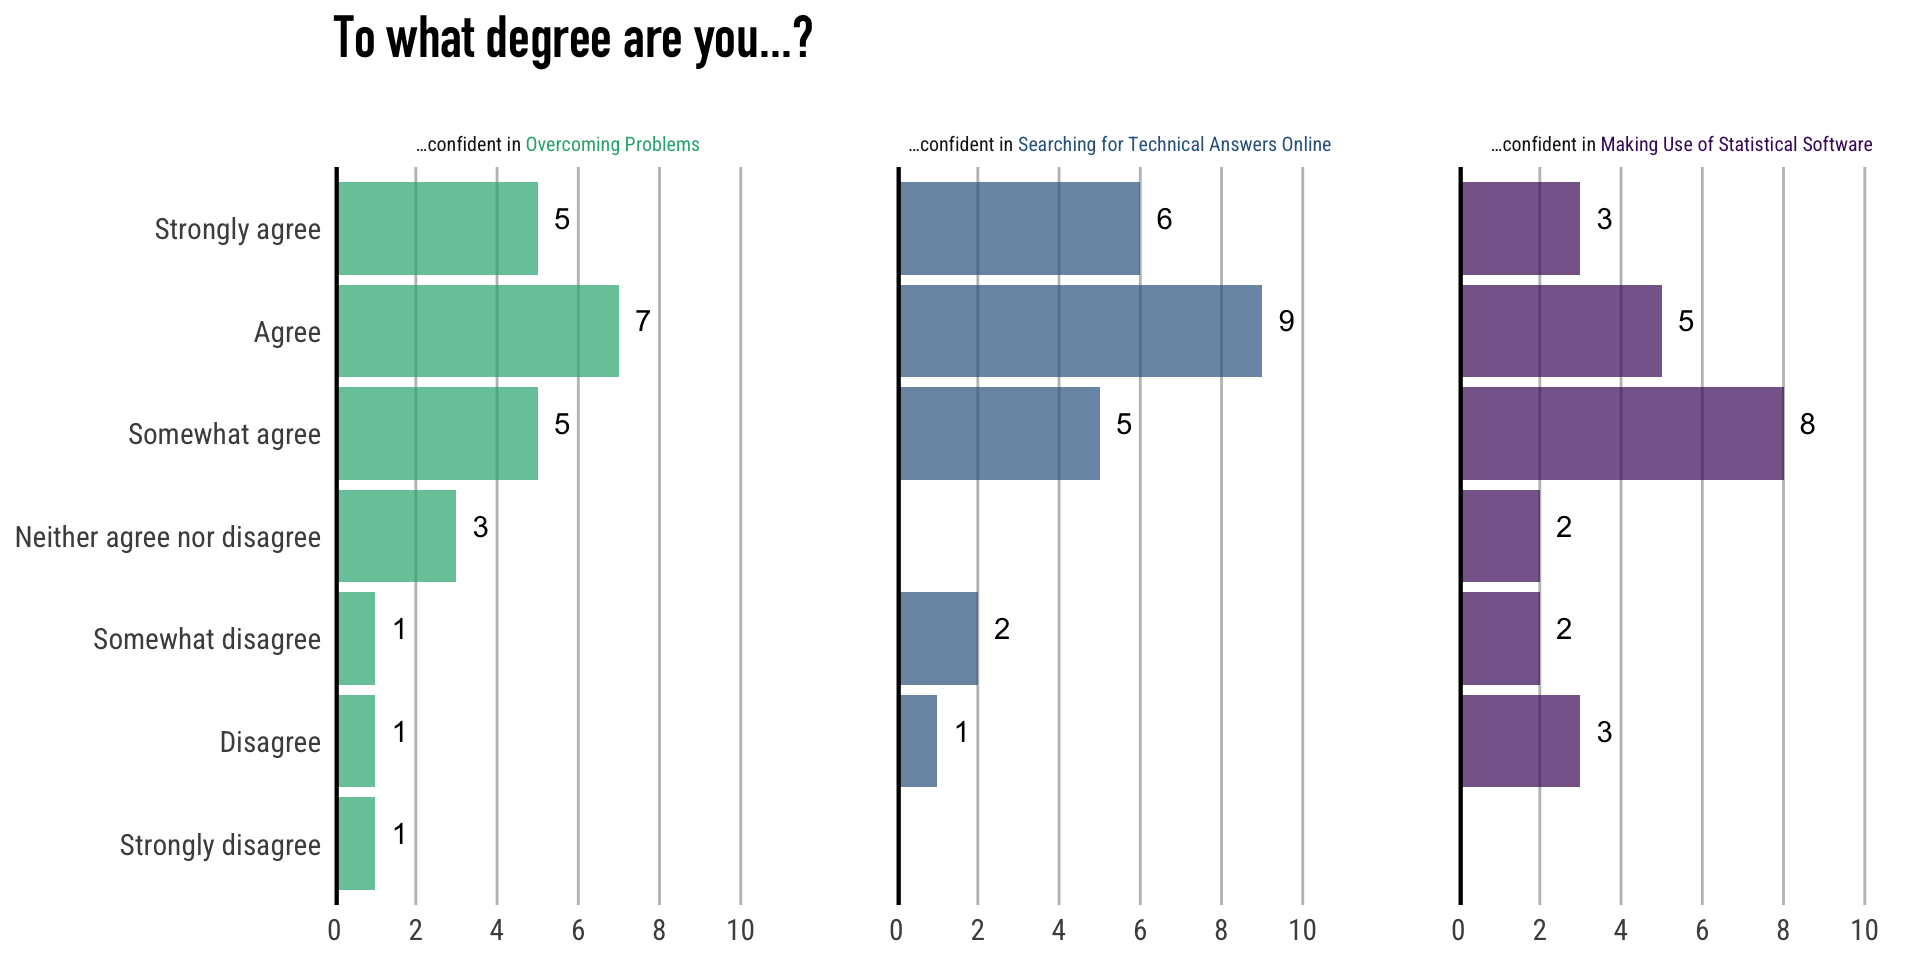 To what degree are you...?
...confident in Overcoming Problems
...confident in Searching for Technical Answers Online
...confident in Making Use of Statistical Software
Strongly agree 5 6 3
Agree 7 9 5
Somewhat agree 5 5 8
Neither agree nor disagree 3 2
Somewhat disagree 1 2 2
Disagree 1 1 3
Strongly disagree 1
0 2 4 6 8 10 0 2 4 6 8 10 0 2 4 6 8 10